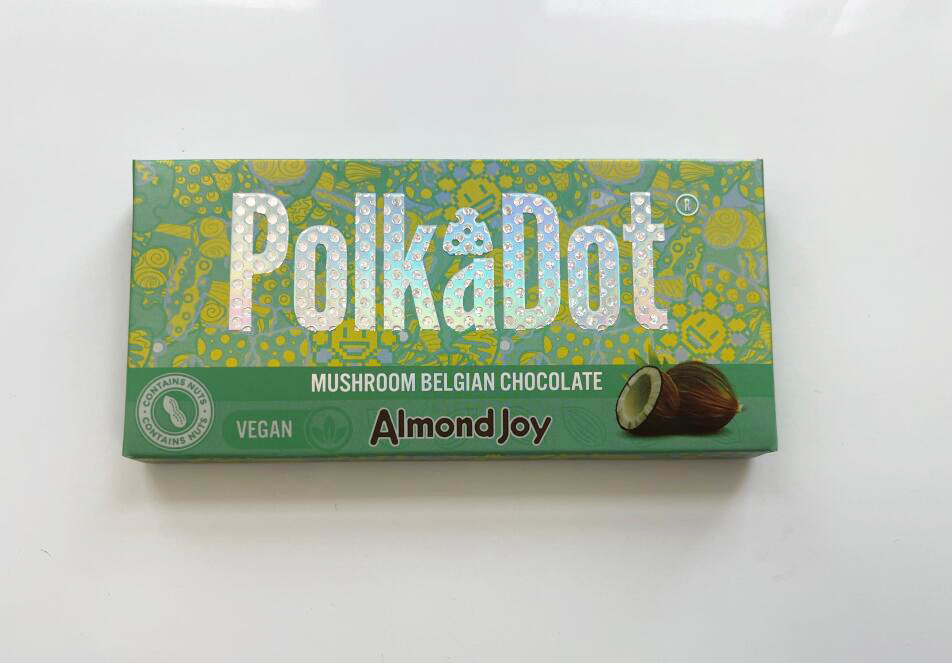 PolkaDot®
MUSHROOM BELGIAN CHOCOLATE
CONTAINS NUTS
CONTAINS NUTS
VEGAN
Almond Joy